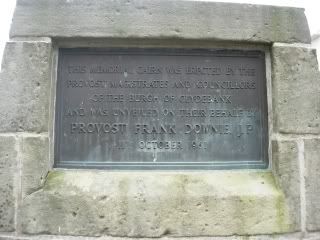 THIS MEMORIAL CAIRN WAS ERECTED BY THE
PROVOST MAGISTRATES AND COUNCILLORS
OF THE BURGH OF CLYDEBANK
AND WAS UNVEILED ON THEIR BEHALF BY
PROVOST FRANK DOWNIE J.P.
OCTOBER